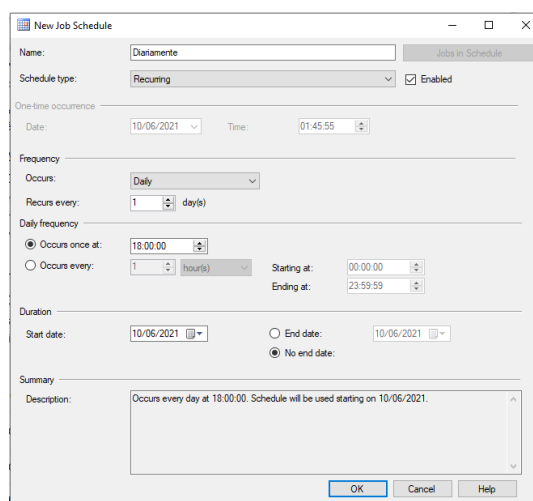 New Job Schedule
Name: Diariamente Jobs in Schedule
Schedule type: Recurring Enabled
One-time occurrence
Date: 10/06/2021 Time: 01:45:55
Frequency
Occurs: Daily
Recurs every: 1 day(s)
Daily frequency
Occurs once at: 18:00:00
Occurs every: 1 hour(s) Starting at: 00:00:00
Ending at: 23:59:59
Duration
Start date: 10/06/2021 End date: 10/06/2021
No end date:
Summary
Description: Occurs every day at 18:00:00. Schedule will be used starting on 10/06/2021.
OK Cancel Help